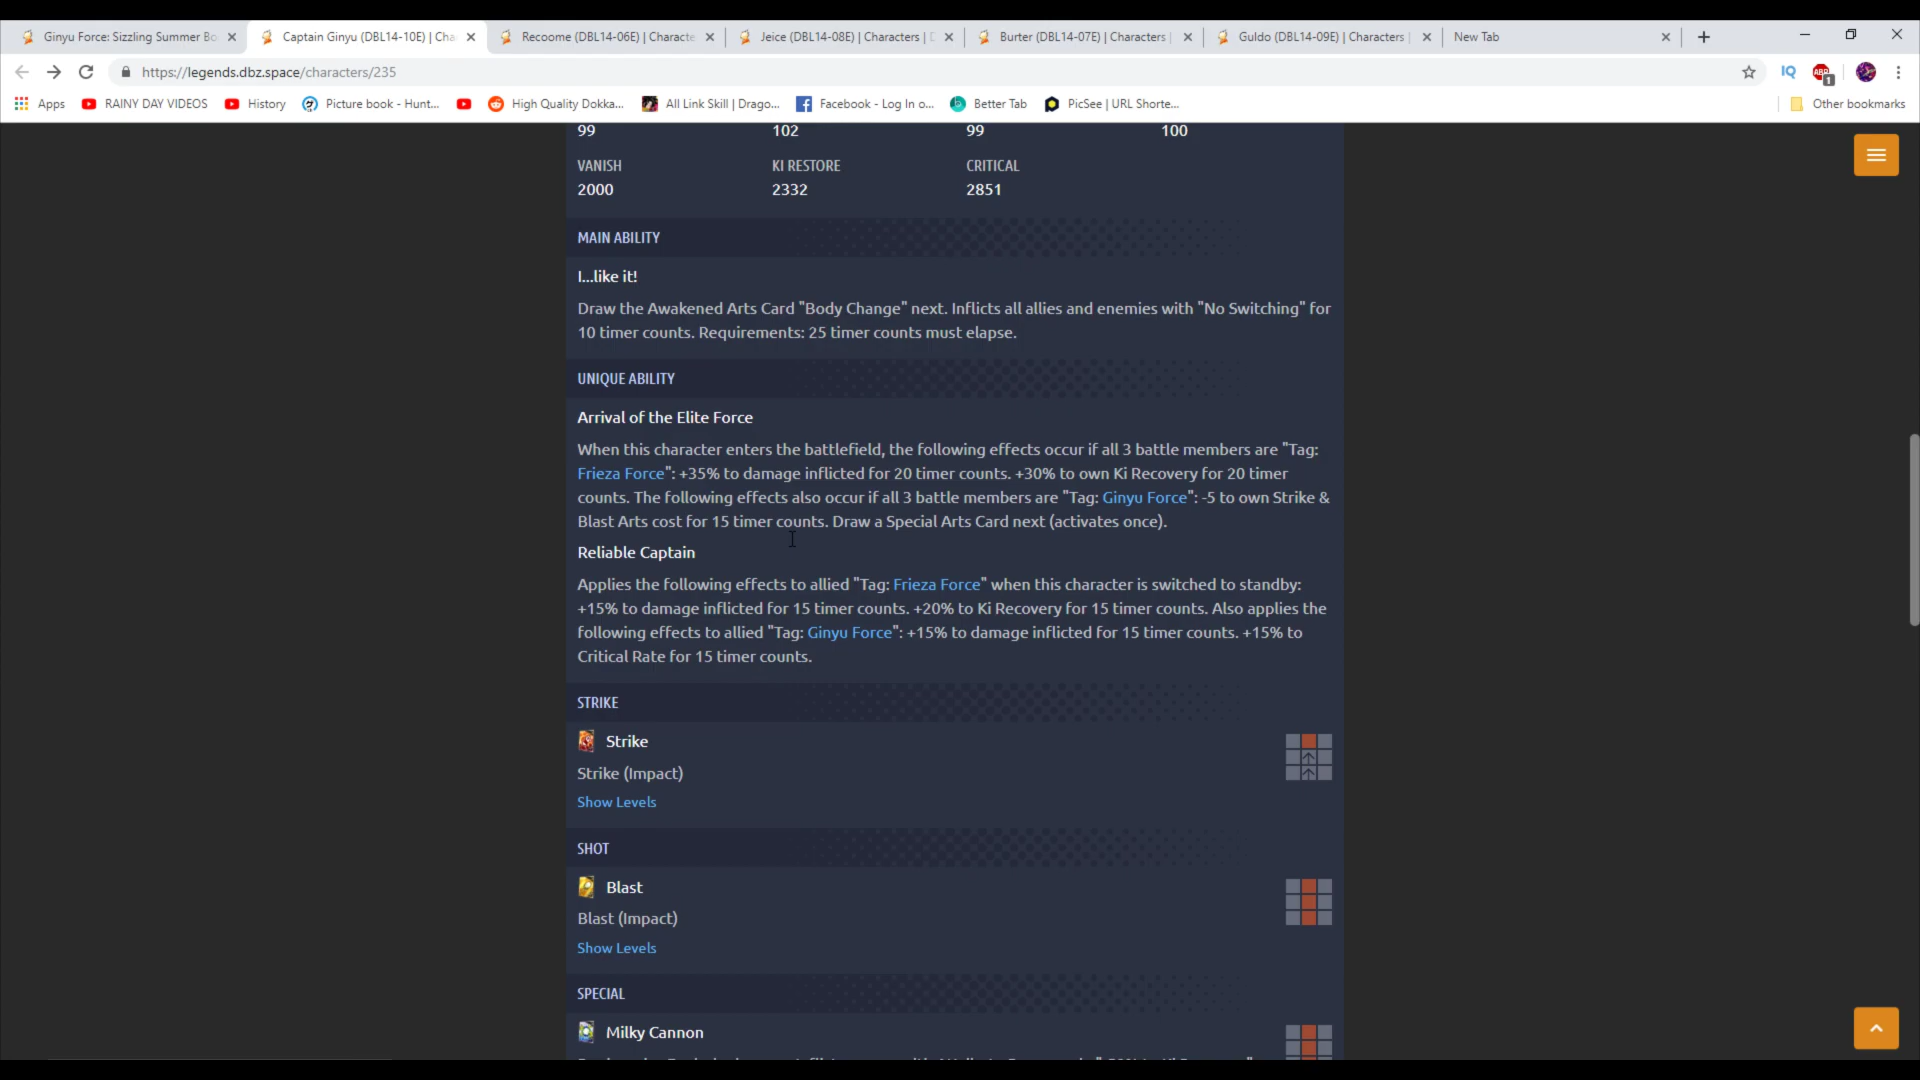 Ginyu Force: Sizzling Summer Bo
Captain Ginyu (DBL14-10E) | Cha
Recoome (DBL14-06E) | Characte
Jeice (DBL14-08E) | Characters | D
Burter (DBL14-07E) | Characters |
Guldo (DBL14-09E) | Characters |
New Tab
https://legends.dbz.space/characters/235
IQ
ABP
1
Apps
RAINY DAY VIDEOS
History
Picture book - Hunt...
High Quality Dokka...
All Link Skill | Drago...
Facebook - Log In o...
Better Tab
PicSee | URL Shorte...
Other bookmarks
99 102 99 100
VANISH KI RESTORE CRITICAL
2000 2332 2851
MAIN ABILITY
I...like it!
Draw the Awakened Arts Card "Body Change" next. Inflicts all allies and enemies with "No Switching" for
10 timer counts. Requirements: 25 timer counts must elapse.
UNIQUE ABILITY
Arrival of the Elite Force
When this character enters the battlefield, the following effects occur if all 3 battle members are "Tag:
Frieza Force": +35% to damage inflicted for 20 timer counts. +30% to own Ki Recovery for 20 timer
counts. The following effects also occur if all 3 battle members are "Tag: Ginyu Force": -5 to own Strike &
Blast Arts cost for 15 timer counts. Draw a Special Arts Card next (activates once).
Reliable Captain
Applies the following effects to allied "Tag: Frieza Force" when this character is switched to standby:
+15% to damage inflicted for 15 timer counts. +20% to Ki Recovery for 15 timer counts. Also applies the
following effects to allied "Tag: Ginyu Force": +15% to damage inflicted for 15 timer counts. +15% to
Critical Rate for 15 timer counts.
STRIKE
Strike
Strike (Impact)
Show Levels
SHOT
Blast
Blast (Impact)
Show Levels
SPECIAL
Milky Cannon